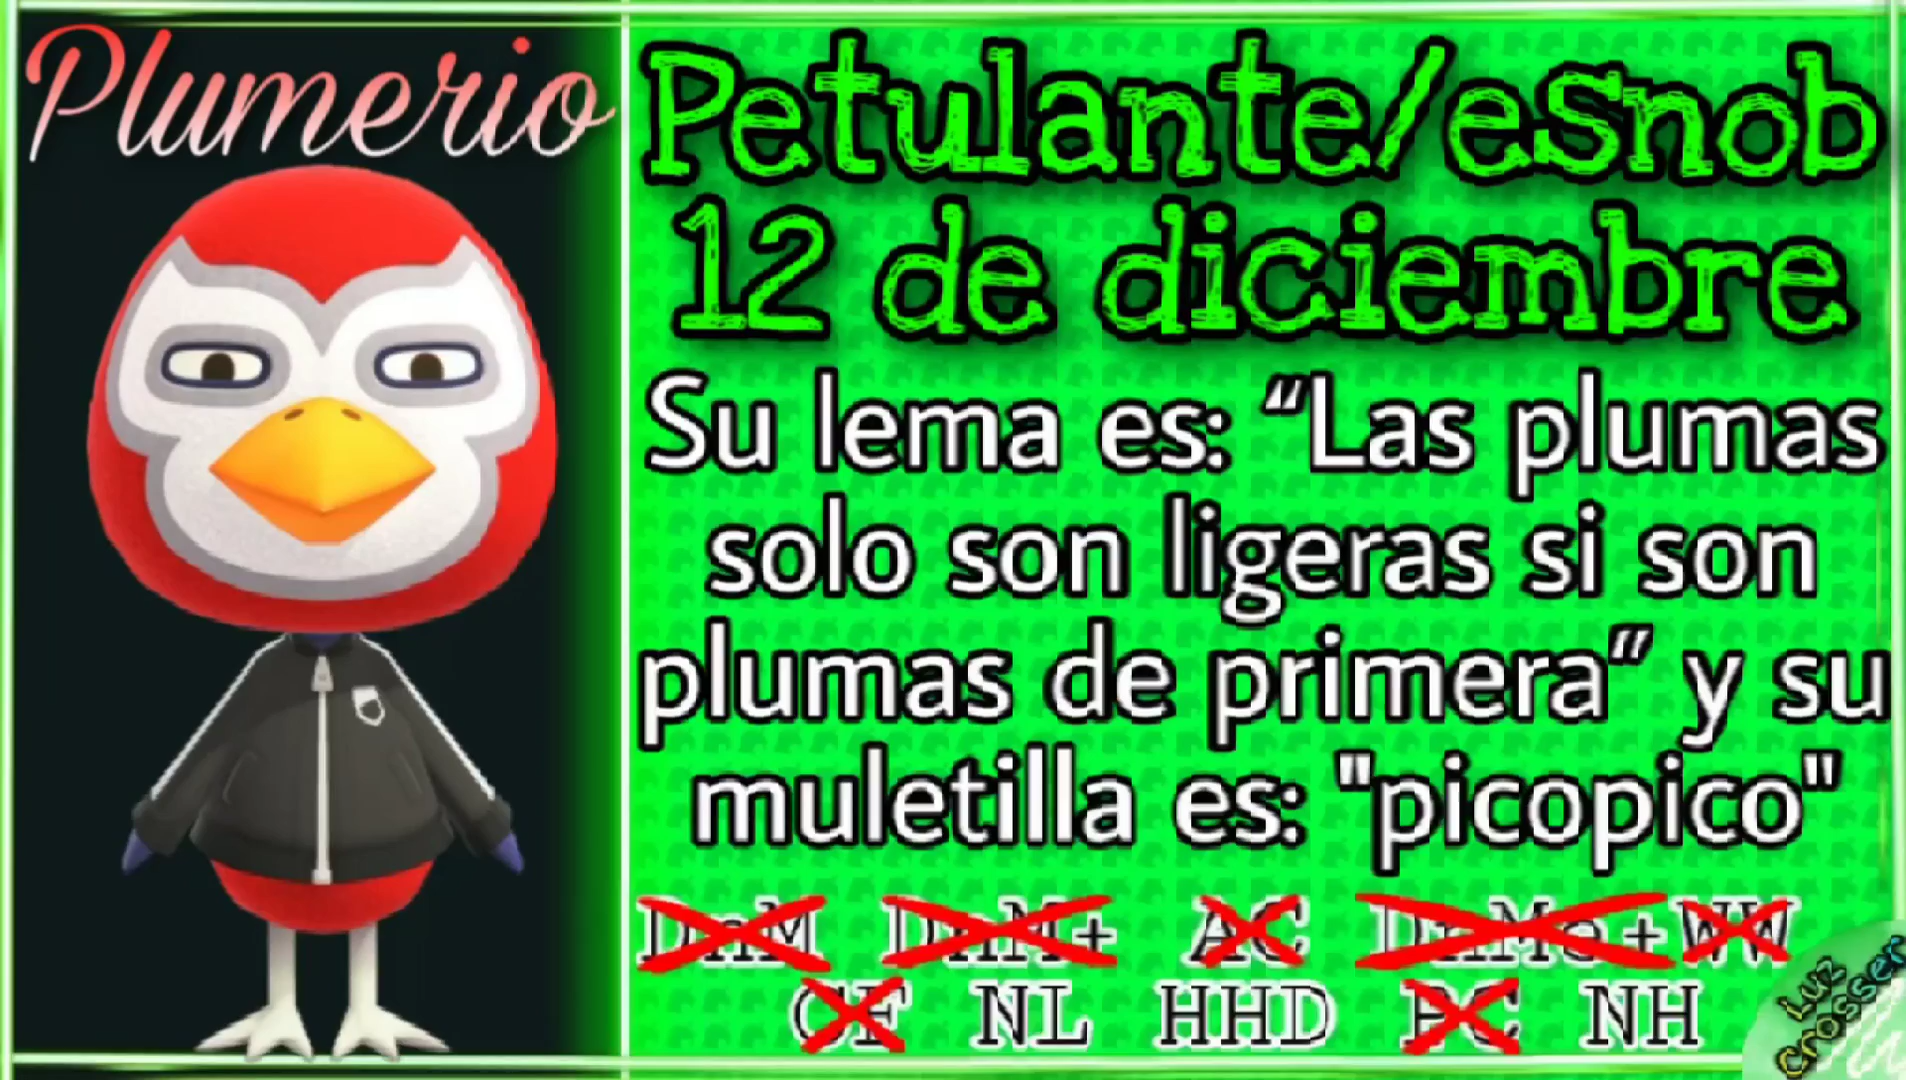 Plumerio
Petulante/esnob
12 de diciembre
Su lema es: “Las plumas
solo son ligeras si son
plumas de primera” y su
muletilla es: "picopico"
DnM DnM+ AC DnMe+ WW
CF NL HHD PC NH
Luz
crosser